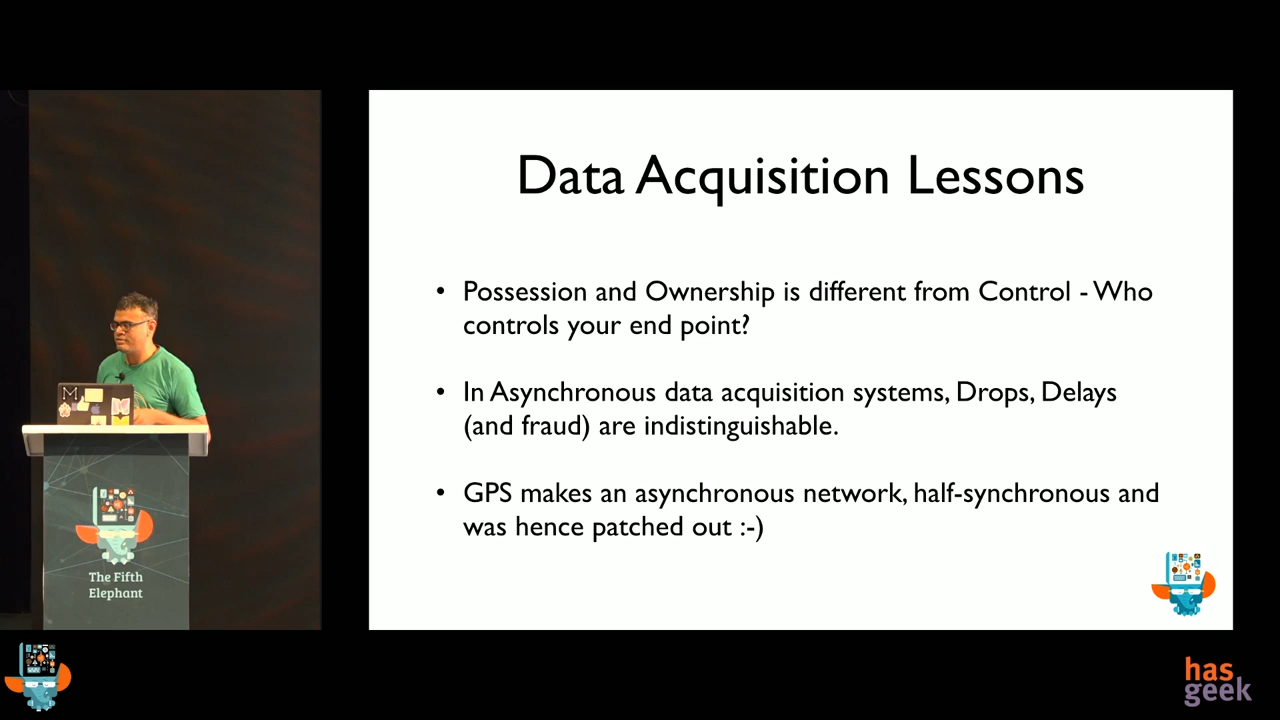 Data Acquisition Lessons
• Possession and Ownership is different from Control - Who
controls your end point?
• In Asynchronous data acquisition systems, Drops, Delays
(and fraud) are indistinguishable.
• GPS makes an asynchronous network, half-synchronous and
was hence patched out :-)
The Fifth
Elephant
has
geek